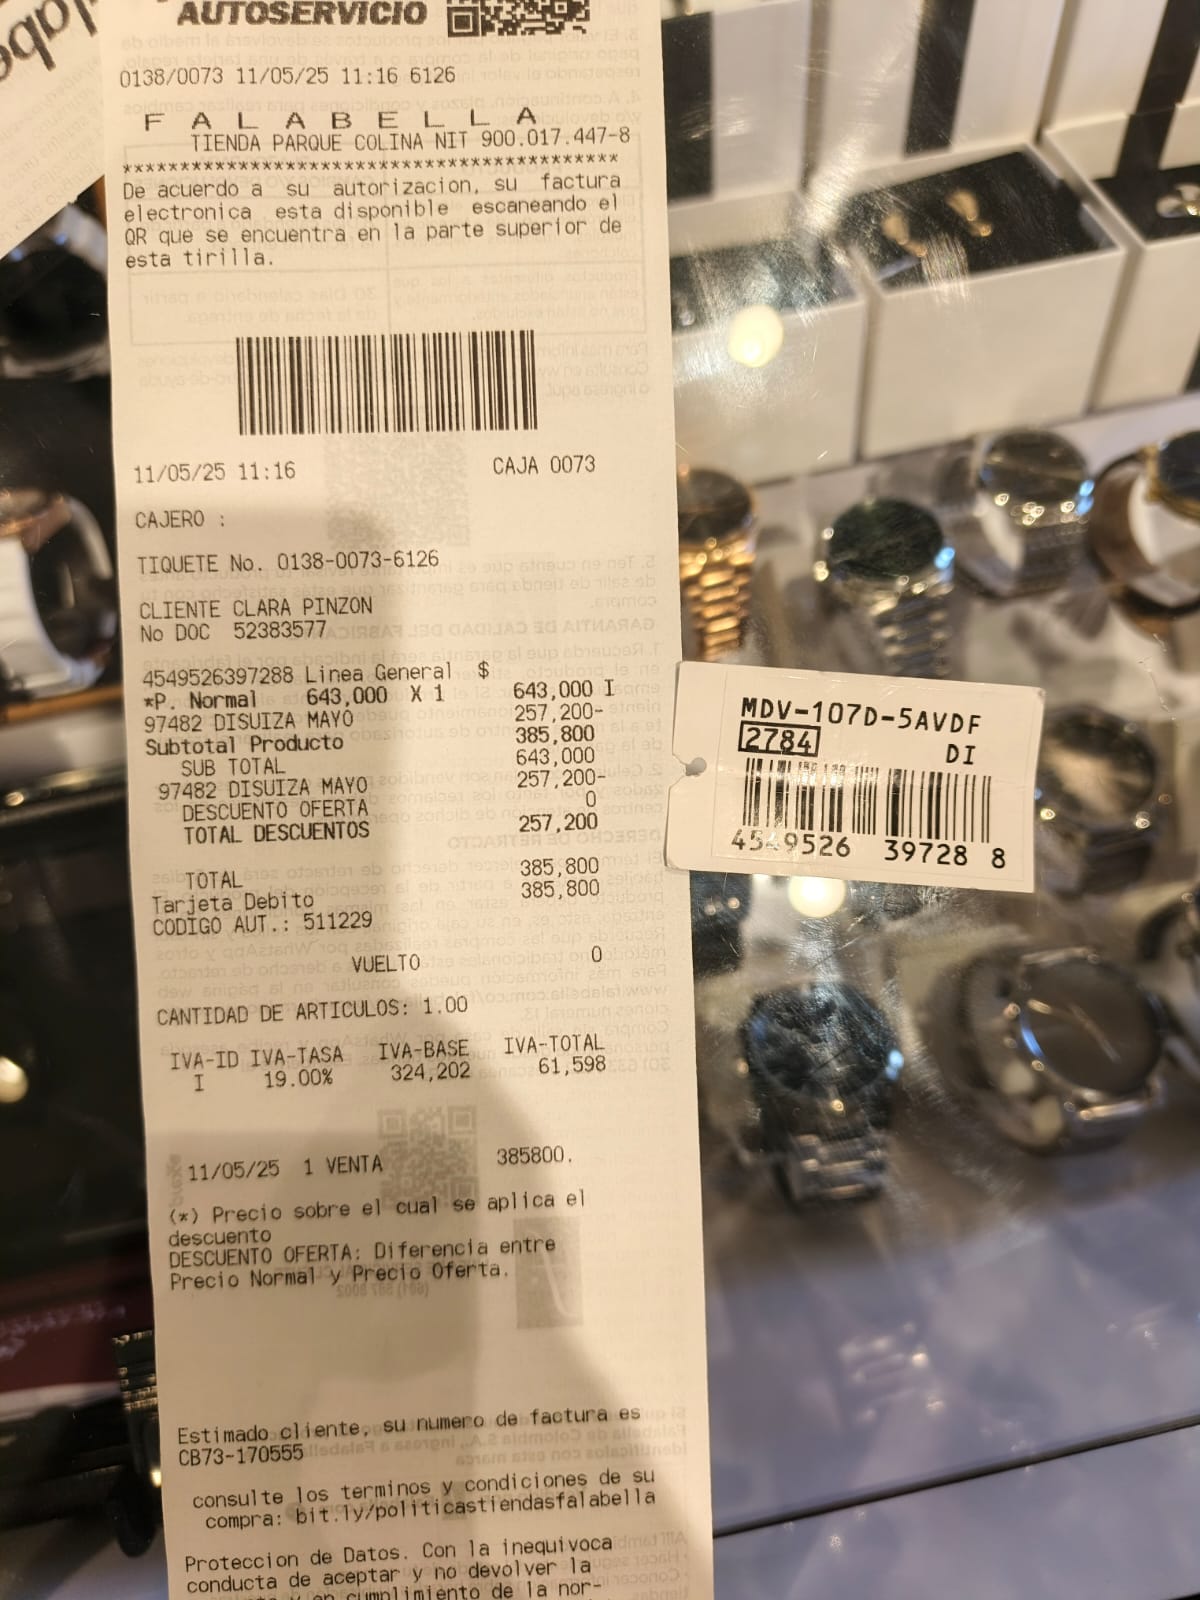 AUTOSERVICIO
0138/0073 11/05/25 11:16 6126
F A L A B E L L A
TIENDA PARQUE COLINA NIT 900.017.447-8
******************************************
De acuerdo a su autorizacion, su factura
electronica esta disponible escaneando el
QR que se encuentra en la parte superior de
esta tirilla.
11/05/25 11:16 CAJA 0073
CAJERO :
TIQUETE No. 0138-0073-6126
CLIENTE CLARA PINZON
No DOC 52383577
4549526397288 Linea General $
*P. Normal 643,000 X 1 643,000 I
97482 DISUIZA MAYO 257,200-
Subtotal Producto 385,800
SUB TOTAL 643,000
97482 DISUIZA MAYO 257,200-
DESCUENTO OFERTA 0
TOTAL DESCUENTOS 257,200
TOTAL 385,800
Tarjeta Debito 385,800
CODIGO AUT.: 511229
VUELTO 0
CANTIDAD DE ARTICULOS: 1.00
IVA-ID IVA-TASA IVA-BASE IVA-TOTAL
I 19.00% 324,202 61,598
11/05/25 1 VENTA 385800.
(*) Precio sobre el cual se aplica el
descuento
DESCUENTO OFERTA: Diferencia entre
Precio Normal y Precio Oferta.
Estimado cliente, su numero de factura es
CB73-170555
consulte los terminos y condiciones de su
compra: bit.ly/politicastiendasfalabella
Proteccion de Datos. Con la inequivoca
conducta de aceptar y no devolver la
y en cumplimiento de la nor-
MDV-107D-5AVDF
2784 DI
4549526 39728 8